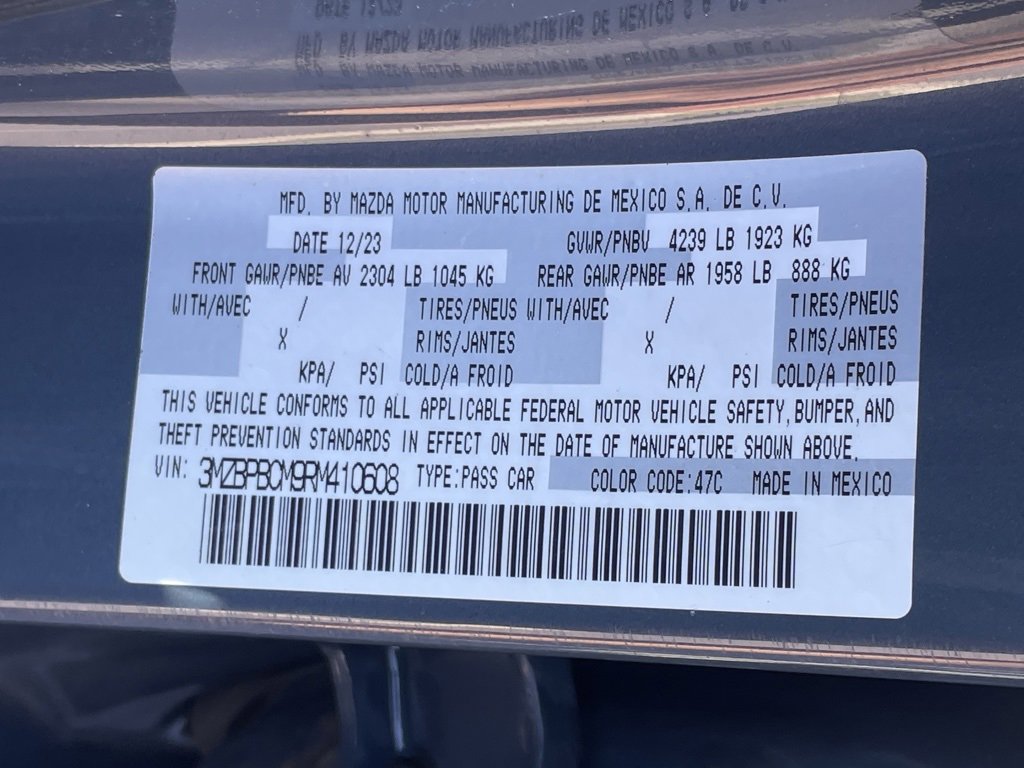 MFD. BY MAZDA MOTOR MANUFACTURING DE MEXICO S.A. DE C.V.
DATE 12/23 GVWR/PNBV 4239 LB 1923 KG
FRONT GAWR/PNBE AV 2304 LB 1045 KG REAR GAWR/PNBE AR 1958 LB 888 KG
WITH/AVEC / TIRES/PNEUS WITH/AVEC / TIRES/PNEUS
X RIMS/JANTES X RIMS/JANTES
KPA/ PSI COLD/A FROID KPA/ PSI COLD/A FROID
THIS VEHICLE CONFORMS TO ALL APPLICABLE FEDERAL MOTOR VEHICLE SAFETY, BUMPER, AND
THEFT PREVENTION STANDARDS IN EFFECT ON THE DATE OF MANUFACTURE SHOWN ABOVE.
VIN: 3MZBPBCM9RM410608 TYPE:PASS CAR COLOR CODE:47C MADE IN MEXICO